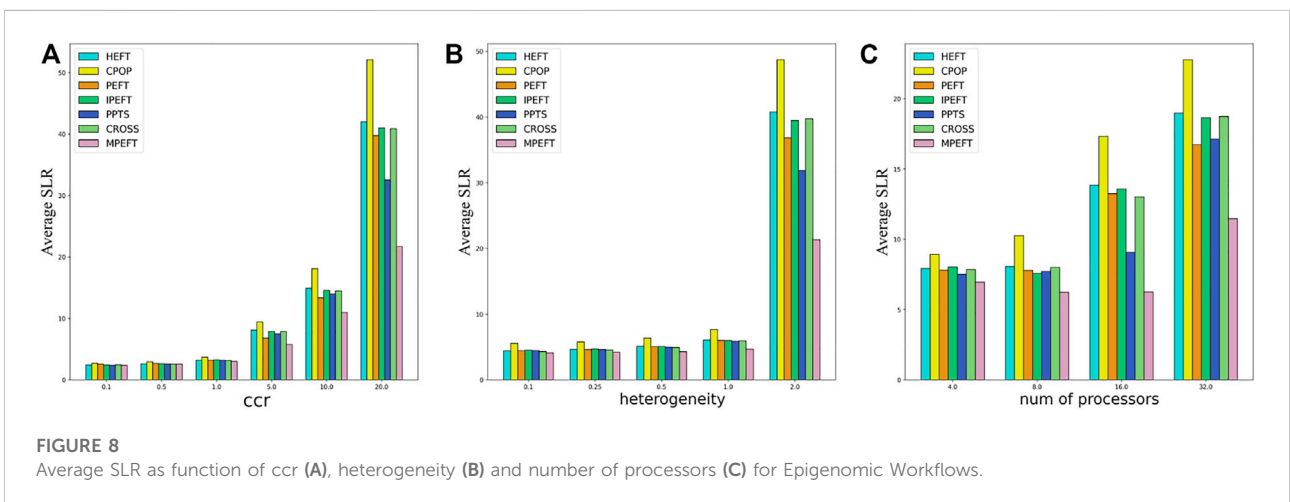 A
HEFT
CPOP
PEFT
IPEFT
PPTS
CROSS
MPEFT
Average SLR
50
40
30
20
10
0
0.1 0.5 1.0 5.0 10.0 20.0
ccr
B
HEFT
CPOP
PEFT
IPEFT
PPTS
CROSS
MPEFT
Average SLR
50
40
30
20
10
0
0.1 0.25 0.5 1.0 2.0
heterogeneity
C
HEFT
CPOP
PEFT
IPEFT
PPTS
CROSS
MPEFT
Average SLR
20
15
10
5
0
4.0 8.0 16.0 32.0
num of processors
FIGURE 8
Average SLR as function of ccr (A), heterogeneity (B) and number of processors (C) for Epigenomic Workflows.